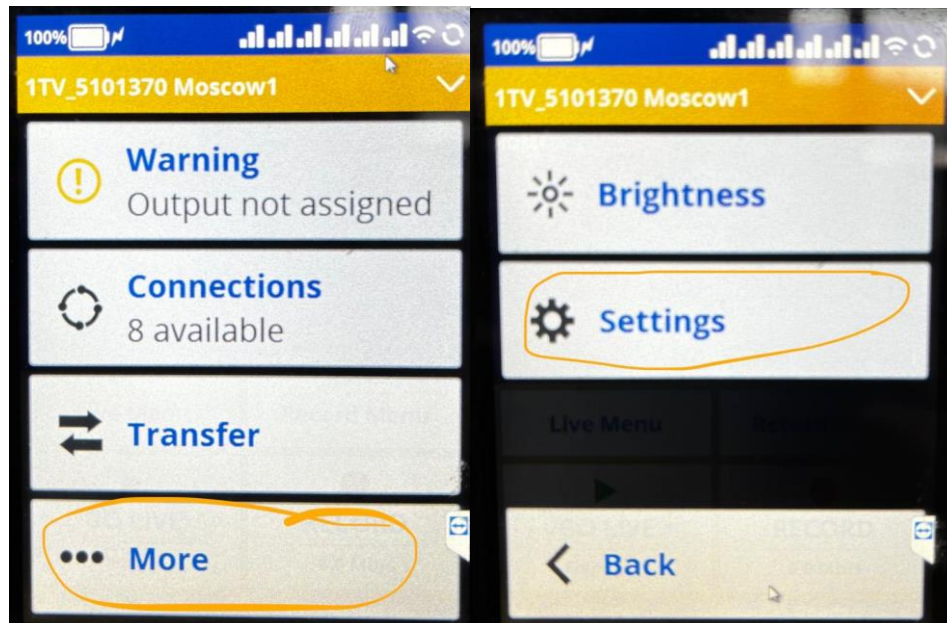 100%
1TV_5101370 Moscow1
Warning
Output not assigned
Connections
8 available
Transfer
More
100%
1TV_5101370 Moscow1
Brightness
Settings
Live Menu
RECORD
Back